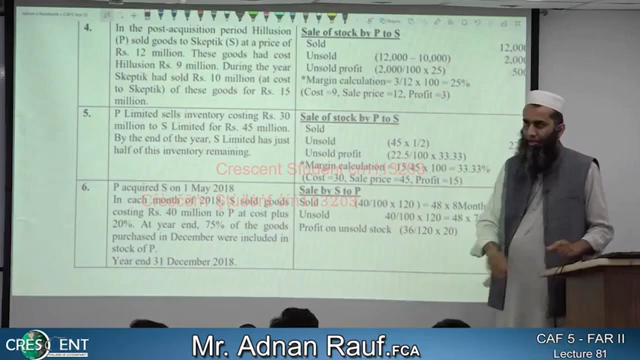 4.
In the post-acquisition period Hillusion
(P) sold goods to Skeptik (S) at a price of
Rs. 12 million. These goods had cost
Hillusion Rs. 9 million. During the year
Skeptik had sold Rs. 10 million (at cost
to Skeptik) of these goods for Rs. 15
million.
Sale of stock by P to S
Sold 12,000
Unsold (12,000 – 10,000) 2,000
Unsold profit (2,000/100 x 25) 500
*Margin calculation= 3/12 x 100 = 25%
(Cost =9, Sale price =12, Profit =3)
5.
P Limited sells inventory costing Rs. 30
million to S Limited for Rs. 45 million.
By the end of the year, S Limited has just
half of this inventory remaining.
Sale of stock by P to S
Sold
Unsold (45 x 1/2)
Unsold profit (22.5/100 x 33.33)
*Margin calculation= 15/45 x 100= 33.33%
(Cost =30, Sale price =45, Profit =15)
Crescent Student
6.
P acquired S on 1 May 2018
In each month of 2018, S sold goods
costing Rs. 40 million to P at cost plus
20%. At year end, 75% of the goods
purchased in December were included in
stock of P.
Year end 31 December 2018.
Sale by S to P
Sold (40/100 x 120 ) = 48 x 8Month
Unsold 40/100 x 120 = 48 x 7
Profit on unsold stock (36/120 x 20)
CRESCENT
Mr. Adnan Rauf.FCA
CAF 5 - FAR II
Lecture 81